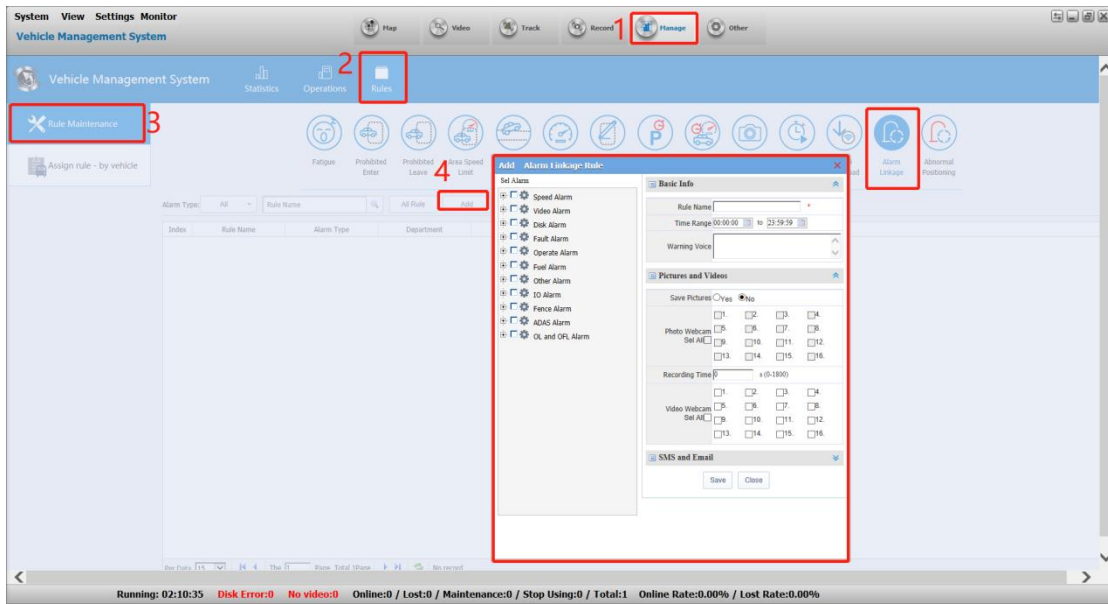 System View Settings Monitor
Vehicle Management System
Map
Video
Track
Record
1
Manage
Other
Vehicle Management System
Statistics
Operations
2
Rules
Rule Maintenance
3
Assign rule - by vehicle
Fatigue
Prohibited Enter
Prohibited Leave
Area Speed Limit
Alarm Linkage
Abnormal Positioning
4
Alarm Type: All Rule Name All Rule Add
Index Rule Name Alarm Type Department
Add Alarm Linkage Rule
Sel Alarm
Speed Alarm
Video Alarm
Disk Alarm
Fault Alarm
Operate Alarm
Fuel Alarm
Other Alarm
IO Alarm
Fence Alarm
ADAS Alarm
OL and OFL Alarm
Basic Info
Rule Name *
Time Range 00:00:00 to 23:59:59
Warning Voice
Pictures and Videos
Save Pictures Yes No
Photo Webcam
Sel All
1. 2. 3. 4.
5. 6. 7. 8.
9. 10. 11. 12.
13. 14. 15. 16.
Recording Time 0 s (0-1800)
Video Webcam
Sel All
1. 2. 3. 4.
5. 6. 7. 8.
9. 10. 11. 12.
13. 14. 15. 16.
SMS and Email
Save Close
15 The 1 Page, Total 1Page No record
Running: 02:10:35 Disk Error:0 No video:0 Online:0 / Lost:0 / Maintenance:0 / Stop Using:0 / Total:1 Online Rate:0.00% / Lost Rate:0.00%